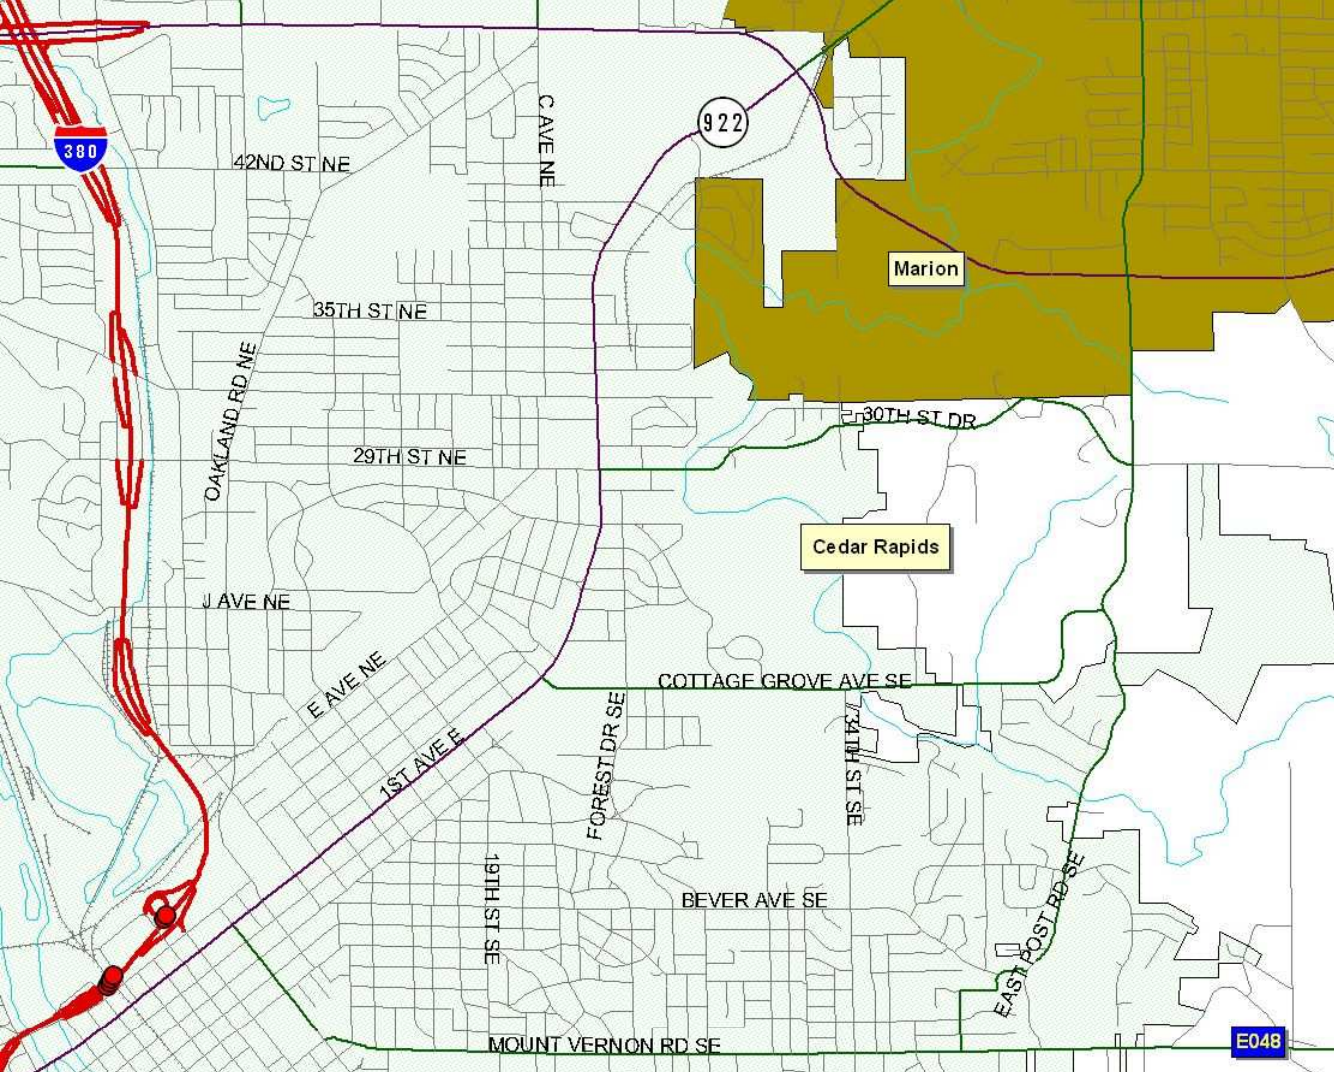 C AVE NE
922
380
42ND ST NE
Marion
35TH ST NE
OAKLAND RD NE
30TH ST DR
29TH ST NE
Cedar Rapids
J AVE NE
E AVE NE
COTTAGE GROVE AVE SE
1ST AVE E
FOREST DR SE
34TH ST SE
19TH ST SE
BEVER AVE SE
EAST POST RD SE
MOUNT VERNON RD SE
E048